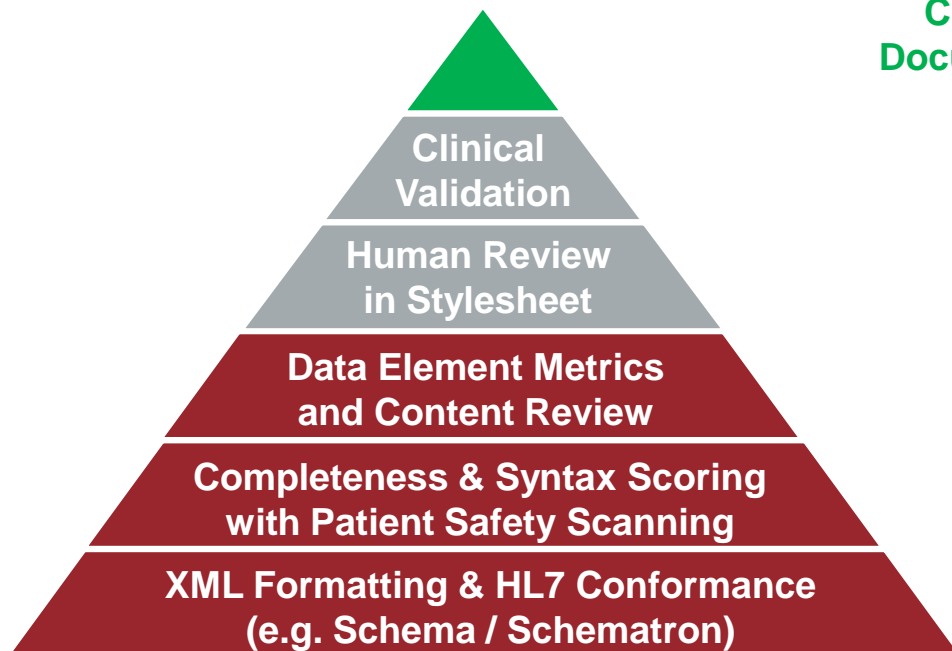 C
Docu
Clinical
Validation
Human Review
in Stylesheet
Data Element Metrics
and Content Review
Completeness & Syntax Scoring
with Patient Safety Scanning
XML Formatting & HL7 Conformance
(e.g. Schema / Schematron)